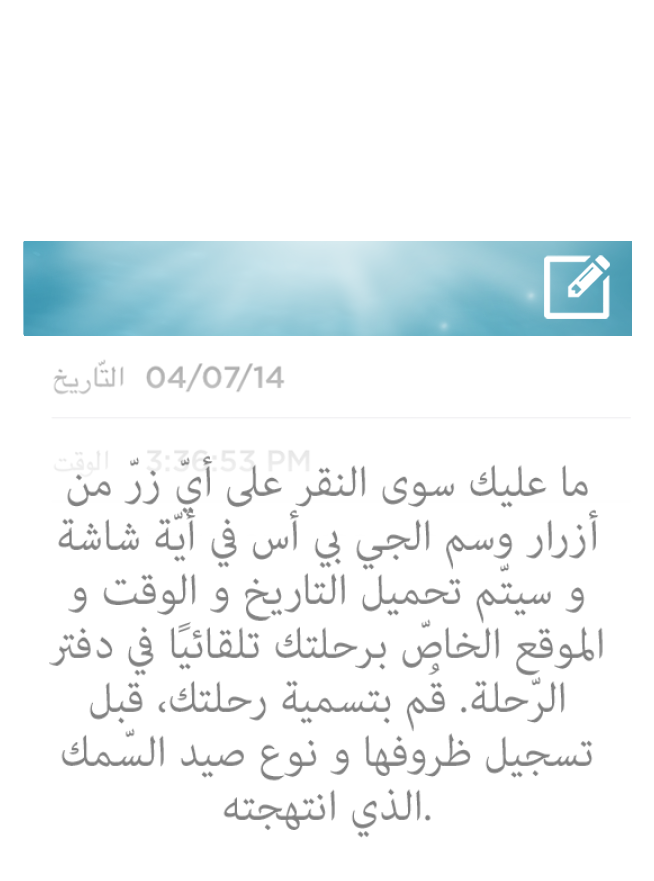 التّاريخ 04/07/14
الوقت 3:36:53 PM
ما عليك سوى النقر على أيّ زرّ من
أزرار وسم الجي بي أس في أيّة شاشة
و سيتّم تحميل التاريخ و الوقت و
الموقع الخاصّ برحلتك تلقائيًا في دفتر
الرّحلة. قُم بتسمية رحلتك، قبل
تسجيل ظروفها و نوع صيد السّمك
الذي انتهجته.